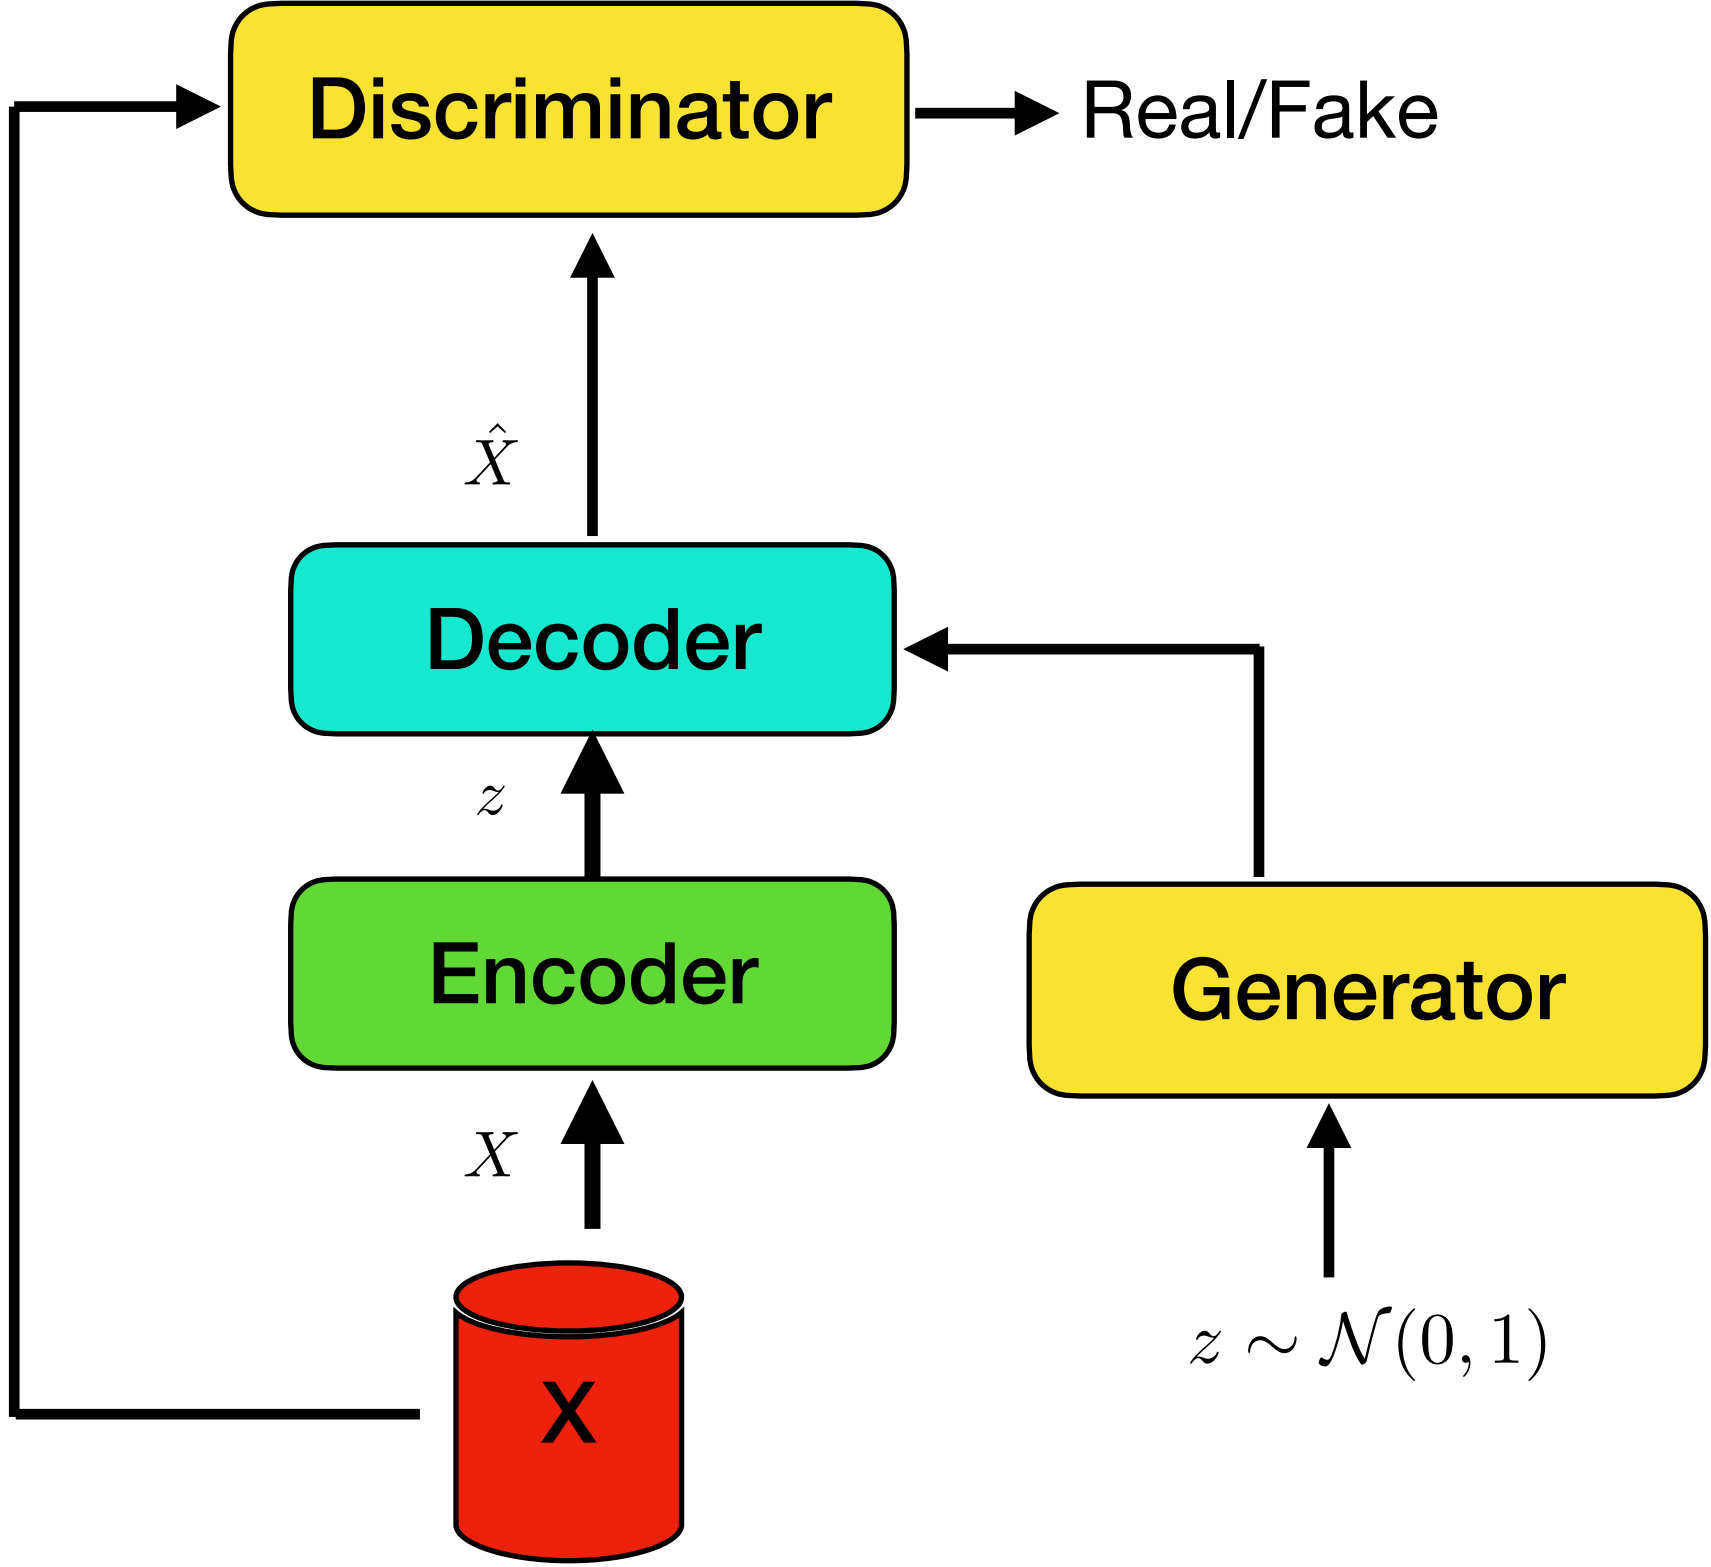 Discriminator
Real/Fake
X̂
Decoder
z
Encoder
Generator
X
z ∼ 𝒩(0, 1)
X